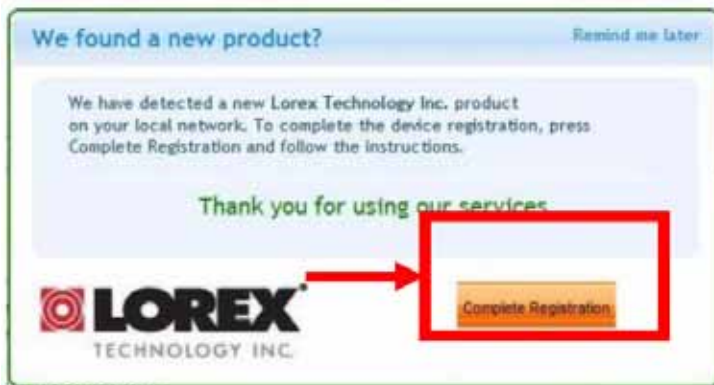 We found a new product?
Remind me later
We have detected a new Lorex Technology Inc. product
on your local network. To complete the device registration, press
Complete Registration and follow the instructions.
Thank you for using our services
LOREX
TECHNOLOGY INC.
Complete Registration